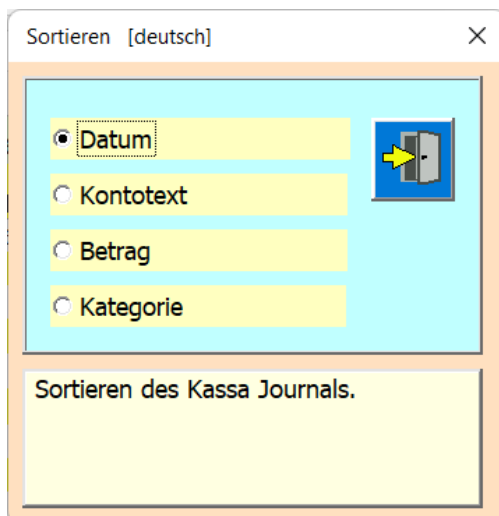 Sortieren [deutsch]
Datum
Kontotext
Betrag
Kategorie
Sortieren des Kassa Journals.